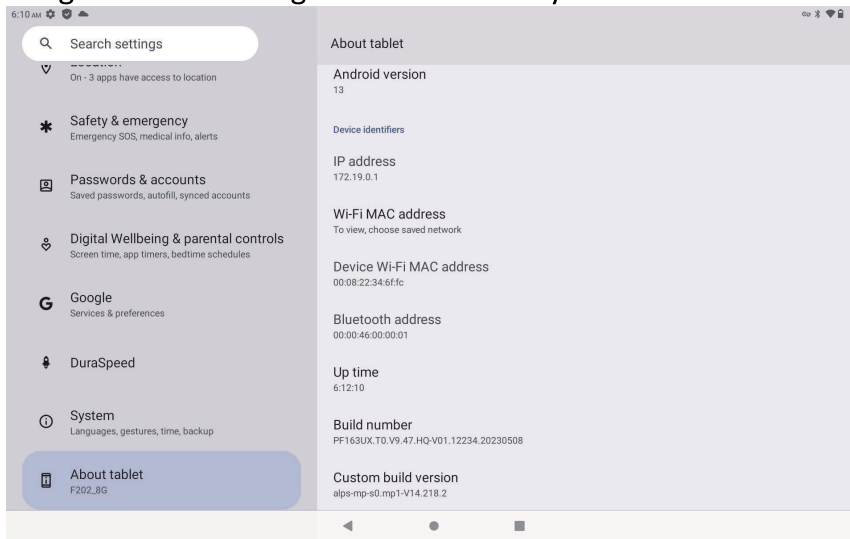 6:10 AM
Search settings
About tablet
On - 3 apps have access to location
Safety & emergency
Emergency SOS, medical info, alerts
Passwords & accounts
Saved passwords, autofill, synced accounts
Digital Wellbeing & parental controls
Screen time, app timers, bedtime schedules
Google
Services & preferences
DuraSpeed
System
Languages, gestures, time, backup
About tablet
F202_8G
Android version
13
Device identifiers
IP address
172.19.0.1
Wi-Fi MAC address
To view, choose saved network
Device Wi-Fi MAC address
00:08:22:34:6f:fc
Bluetooth address
00:00:46:00:00:01
Up time
6:12:10
Build number
PF163UX.T0.V9.47.HQ-V01.12234.20230508
Custom build version
alps-mp-s0.mp1-V14.218.2